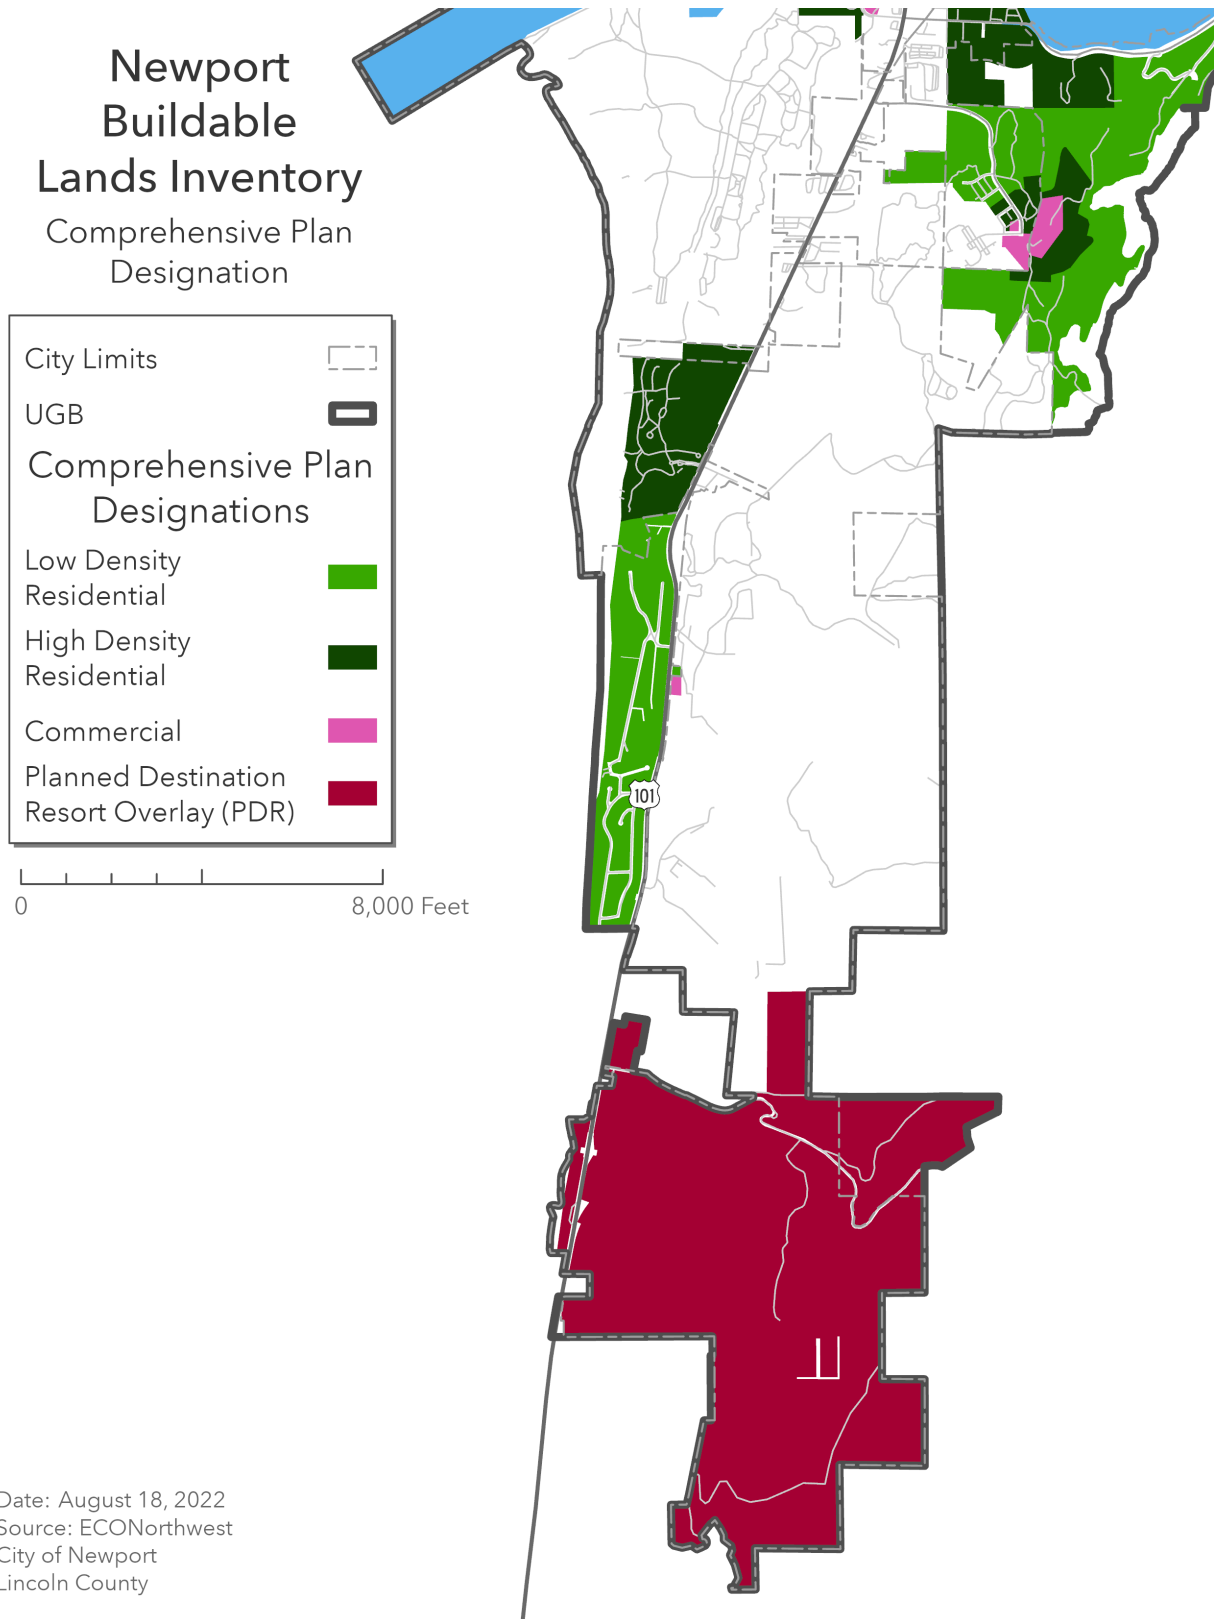 Newport
Buildable
Lands Inventory
Comprehensive Plan
Designation
City Limits
UGB
Comprehensive Plan
Designations
Low Density
Residential
High Density
Residential
Commercial
Planned Destination
Resort Overlay (PDR)
0 8,000 Feet
101
Date: August 18, 2022
Source: ECONorthwest
City of Newport
Lincoln County